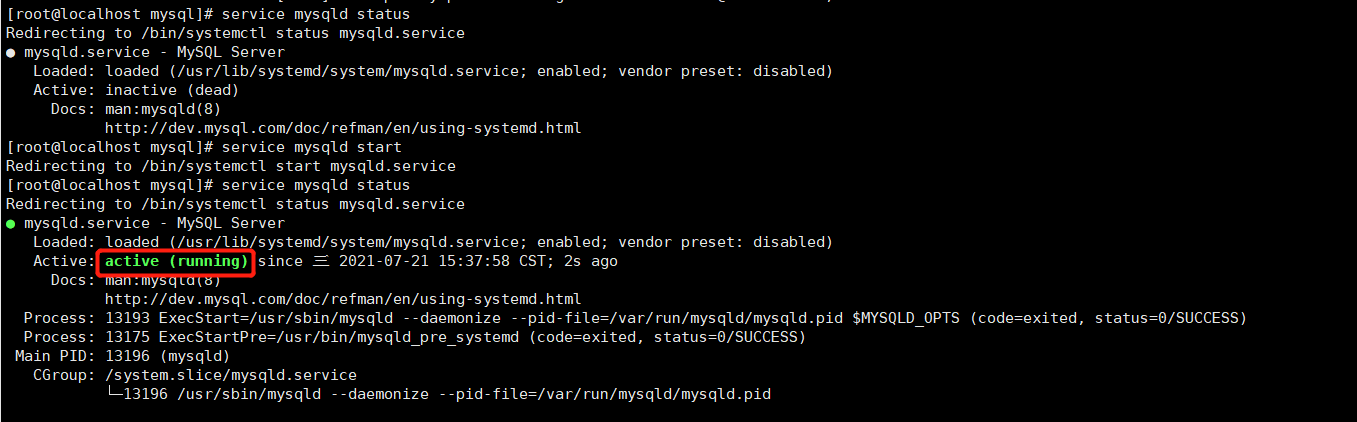 [root@localhost mysql]# service mysqld status
Redirecting to /bin/systemctl status mysqld.service
● mysqld.service - MySQL Server
Loaded: loaded (/usr/lib/systemd/system/mysqld.service; enabled; vendor preset: disabled)
Active: inactive (dead)
Docs: man:mysqld(8)
http://dev.mysql.com/doc/refman/en/using-systemd.html
[root@localhost mysql]# service mysqld start
Redirecting to /bin/systemctl start mysqld.service
[root@localhost mysql]# service mysqld status
Redirecting to /bin/systemctl status mysqld.service
● mysqld.service - MySQL Server
Loaded: loaded (/usr/lib/systemd/system/mysqld.service; enabled; vendor preset: disabled)
Active: active (running) since 三 2021-07-21 15:37:58 CST; 2s ago
Docs: man:mysqld(8)
http://dev.mysql.com/doc/refman/en/using-systemd.html
Process: 13193 ExecStart=/usr/sbin/mysqld --daemonize --pid-file=/var/run/mysqld/mysqld.pid $MYSQLD_OPTS (code=exited, status=0/SUCCESS)
Process: 13175 ExecStartPre=/usr/bin/mysqld_pre_systemd (code=exited, status=0/SUCCESS)
Main PID: 13196 (mysqld)
CGroup: /system.slice/mysqld.service
└─13196 /usr/sbin/mysqld --daemonize --pid-file=/var/run/mysqld/mysqld.pid